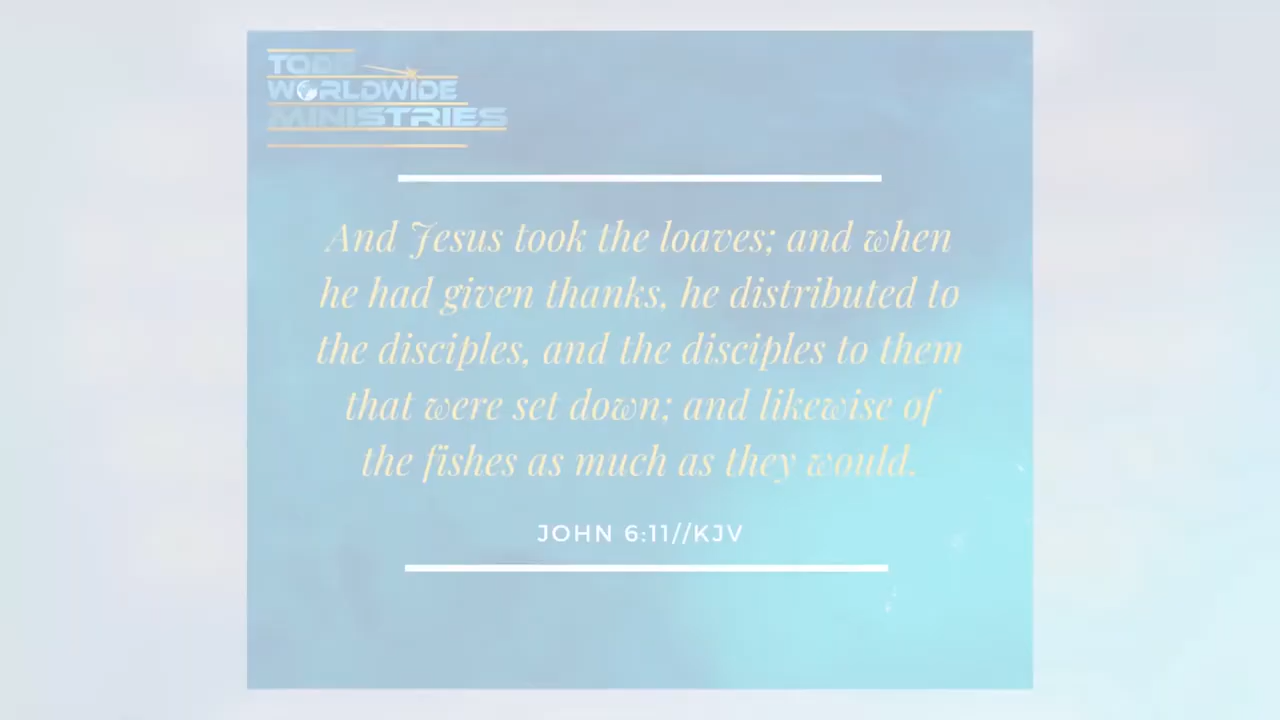 TODD
WORLDWIDE
MINISTRIES
And Jesus took the loaves; and when
he had given thanks, he distributed to
the disciples, and the disciples to them
that were set down; and likewise of
the fishes as much as they would.
JOHN 6:11//KJV